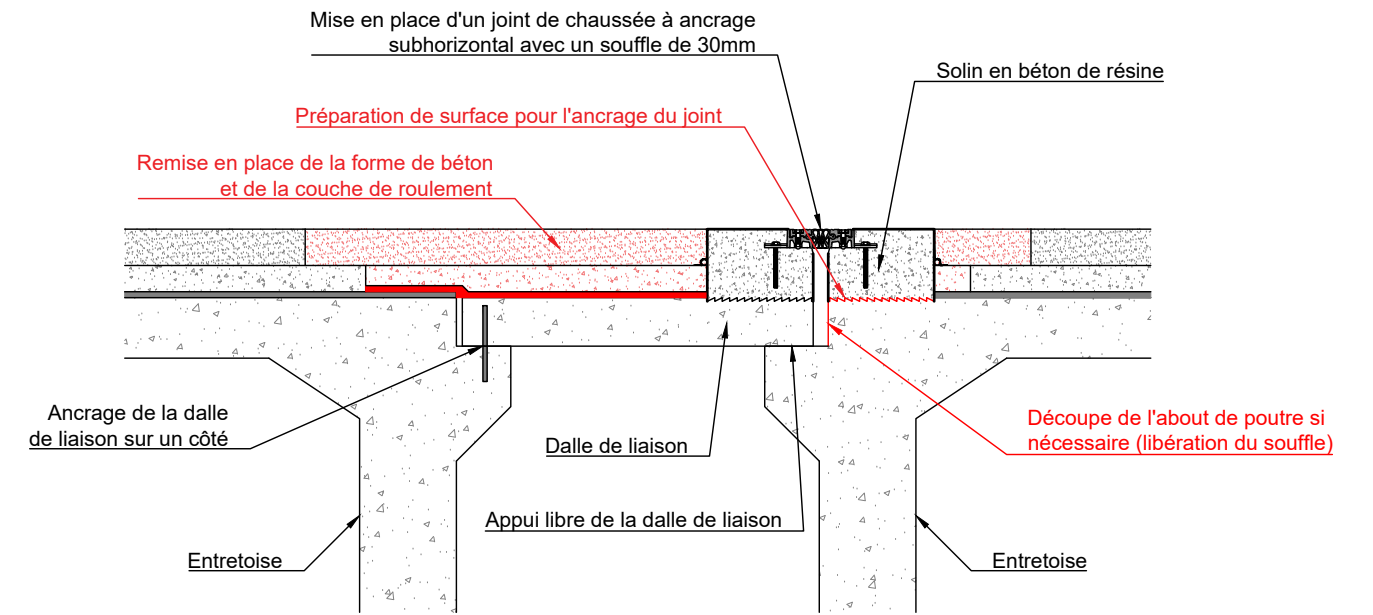 Mise en place d'un joint de chaussée à ancrage
subhorizontal avec un souffle de 30mm
Solin en béton de résine
Préparation de surface pour l'ancrage du joint
Remise en place de la forme de béton
et de la couche de roulement
Ancrage de la dalle
de liaison sur un côté
Dalle de liaison
Découpe de l'about de poutre si
nécessaire (libération du souffle)
Appui libre de la dalle de liaison
Entretoise
Entretoise